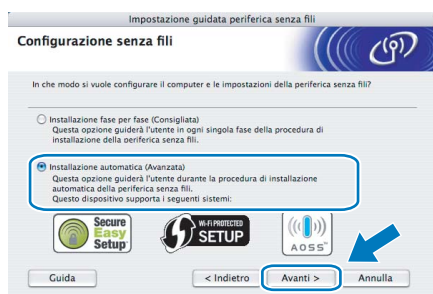 Impostazione guidata periferica senza fili
Configurazione senza fili
In che modo si vuole configurare il computer e le impostazioni della periferica senza fili?
Installazione fase per fase (Consigliata)
Questa opzione guiderà l'utente in ogni singola fase della procedura di
installazione della periferica senza fili.
Installazione automatica (Avanzata)
Questa opzione guiderà l'utente durante la procedura di installazione
automatica della periferica senza fili.
Questo dispositivo supporta i seguenti sistemi:
Secure
Easy
Setup™
Wi-Fi PROTECTED
SETUP
AOSS™
Guida
< Indietro
Avanti >
Annulla